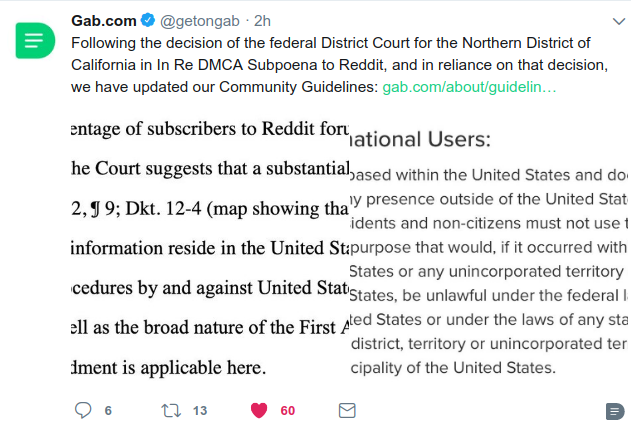 Gab.com @getongab · 2h
Following the decision of the federal District Court for the Northern District of
California in In Re DMCA Subpoena to Reddit, and in reliance on that decision,
we have updated our Community Guidelines: gab.com/about/guidelin…
entage of subscribers to Reddit foru
he Court suggests that a substantial
2, ¶ 9; Dkt. 12-4 (map showing tha
information reside in the United Sta
cedures by and against United Stat
ell as the broad nature of the First A
dment is applicable here.
national Users:
based within the United States and do
ny presence outside of the United Stat
idents and non-citizens must not use t
purpose that would, if it occurred with
States or any unincorporated territory
States, be unlawful under the federal l
ted States or under the laws of any sta
district, territory or unincorporated ter
cipality of the United States.
6 13 60